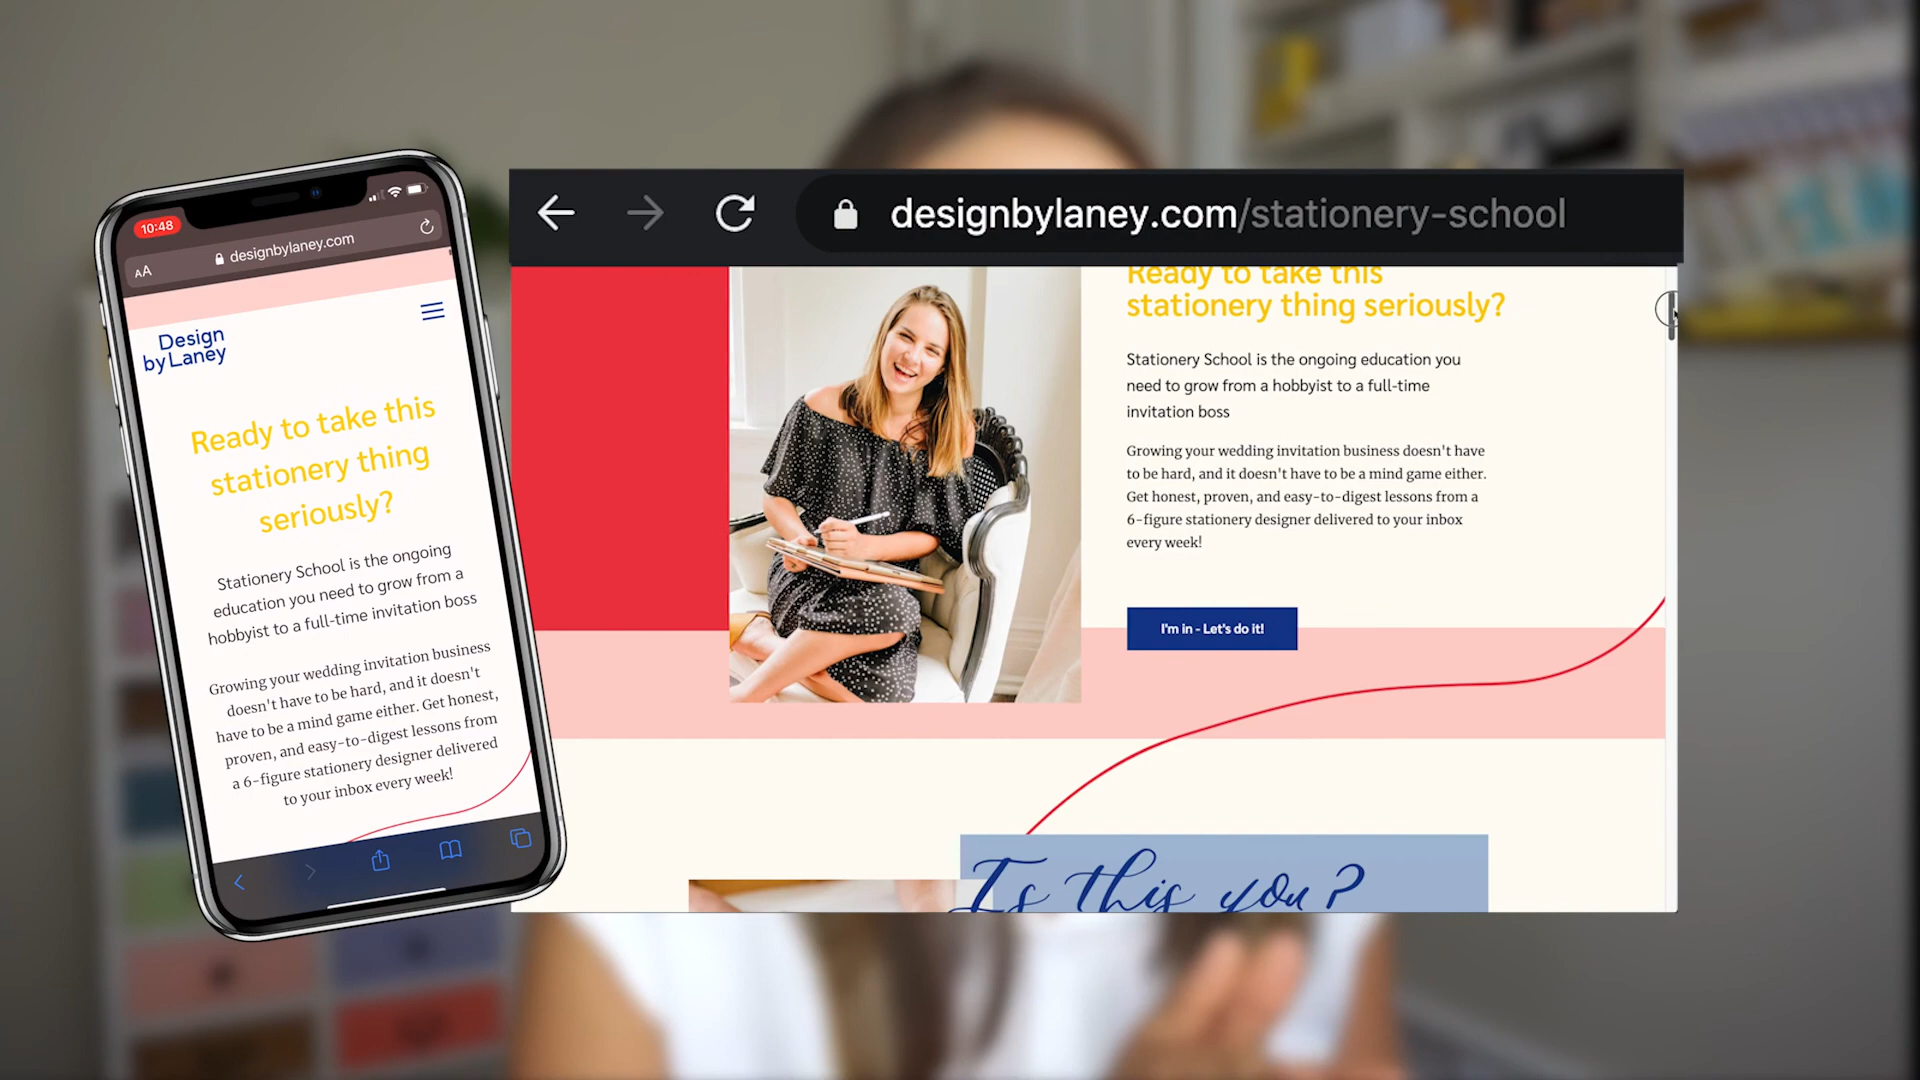 10:48
AA designbylaney.com
Design
by Laney
Ready to take this
stationery thing
seriously?
Stationery School is the ongoing
education you need to grow from a
hobbyist to a full-time invitation boss
Growing your wedding invitation business
doesn't have to be hard, and it doesn't
have to be a mind game either. Get honest,
proven, and easy-to-digest lessons from
a 6-figure stationery designer delivered
to your inbox every week!
designbylaney.com/stationery-school
Ready to take this
stationery thing seriously?
Stationery School is the ongoing education you
need to grow from a hobbyist to a full-time
invitation boss
Growing your wedding invitation business doesn't have
to be hard, and it doesn't have to be a mind game either.
Get honest, proven, and easy-to-digest lessons from a
6-figure stationery designer delivered to your inbox
every week!
I'm in - Let's do it!
Is this you?